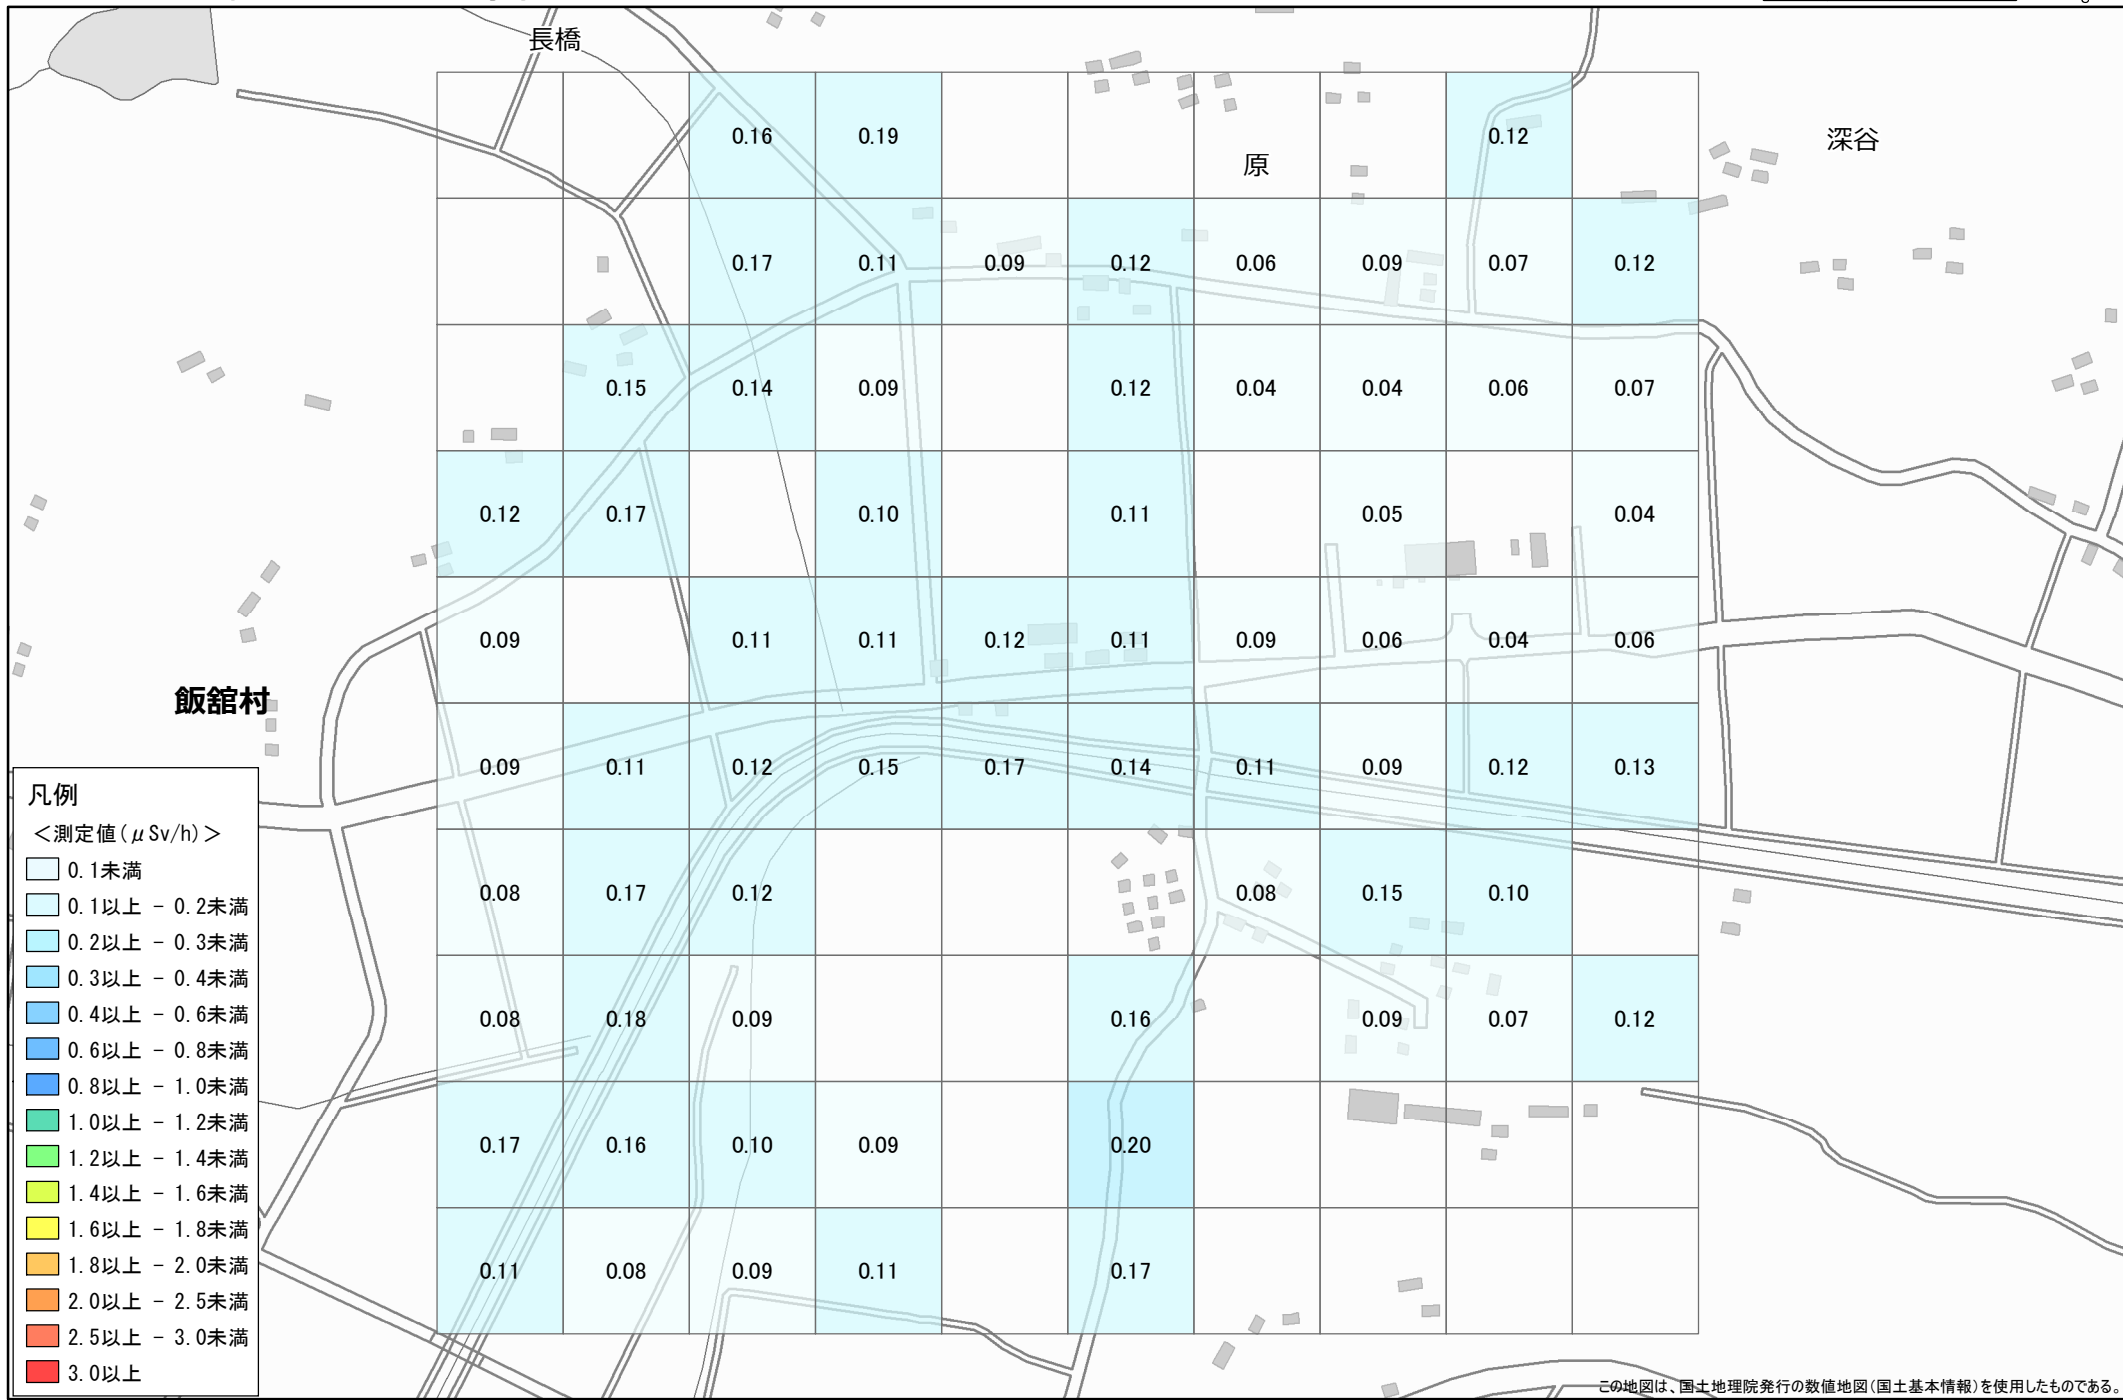 長橋
深谷
原
0.16 0.19 0.12
0.17 0.11 0.09 0.12 0.06 0.09 0.07 0.12
0.15 0.14 0.09 0.12 0.04 0.04 0.06 0.07
0.12 0.17 0.10 0.11 0.05 0.04
0.09 0.11 0.11 0.12 0.11 0.09 0.06 0.04 0.06
飯舘村
0.09 0.11 0.12 0.15 0.17 0.14 0.11 0.09 0.12 0.13
0.08 0.17 0.12 0.08 0.15 0.10
0.08 0.18 0.09 0.16 0.09 0.07 0.12
0.17 0.16 0.10 0.09 0.20
0.11 0.08 0.09 0.11 0.17
凡例
＜測定値(μSv/h)＞
0.1未満
0.1以上 － 0.2未満
0.2以上 － 0.3未満
0.3以上 － 0.4未満
0.4以上 － 0.6未満
0.6以上 － 0.8未満
0.8以上 － 1.0未満
1.0以上 － 1.2未満
1.2以上 － 1.4未満
1.4以上 － 1.6未満
1.6以上 － 1.8未満
1.8以上 － 2.0未満
2.0以上 － 2.5未満
2.5以上 － 3.0未満
3.0以上
この地図は、国土地理院発行の数値地図(国土基本情報)を使用したものである。